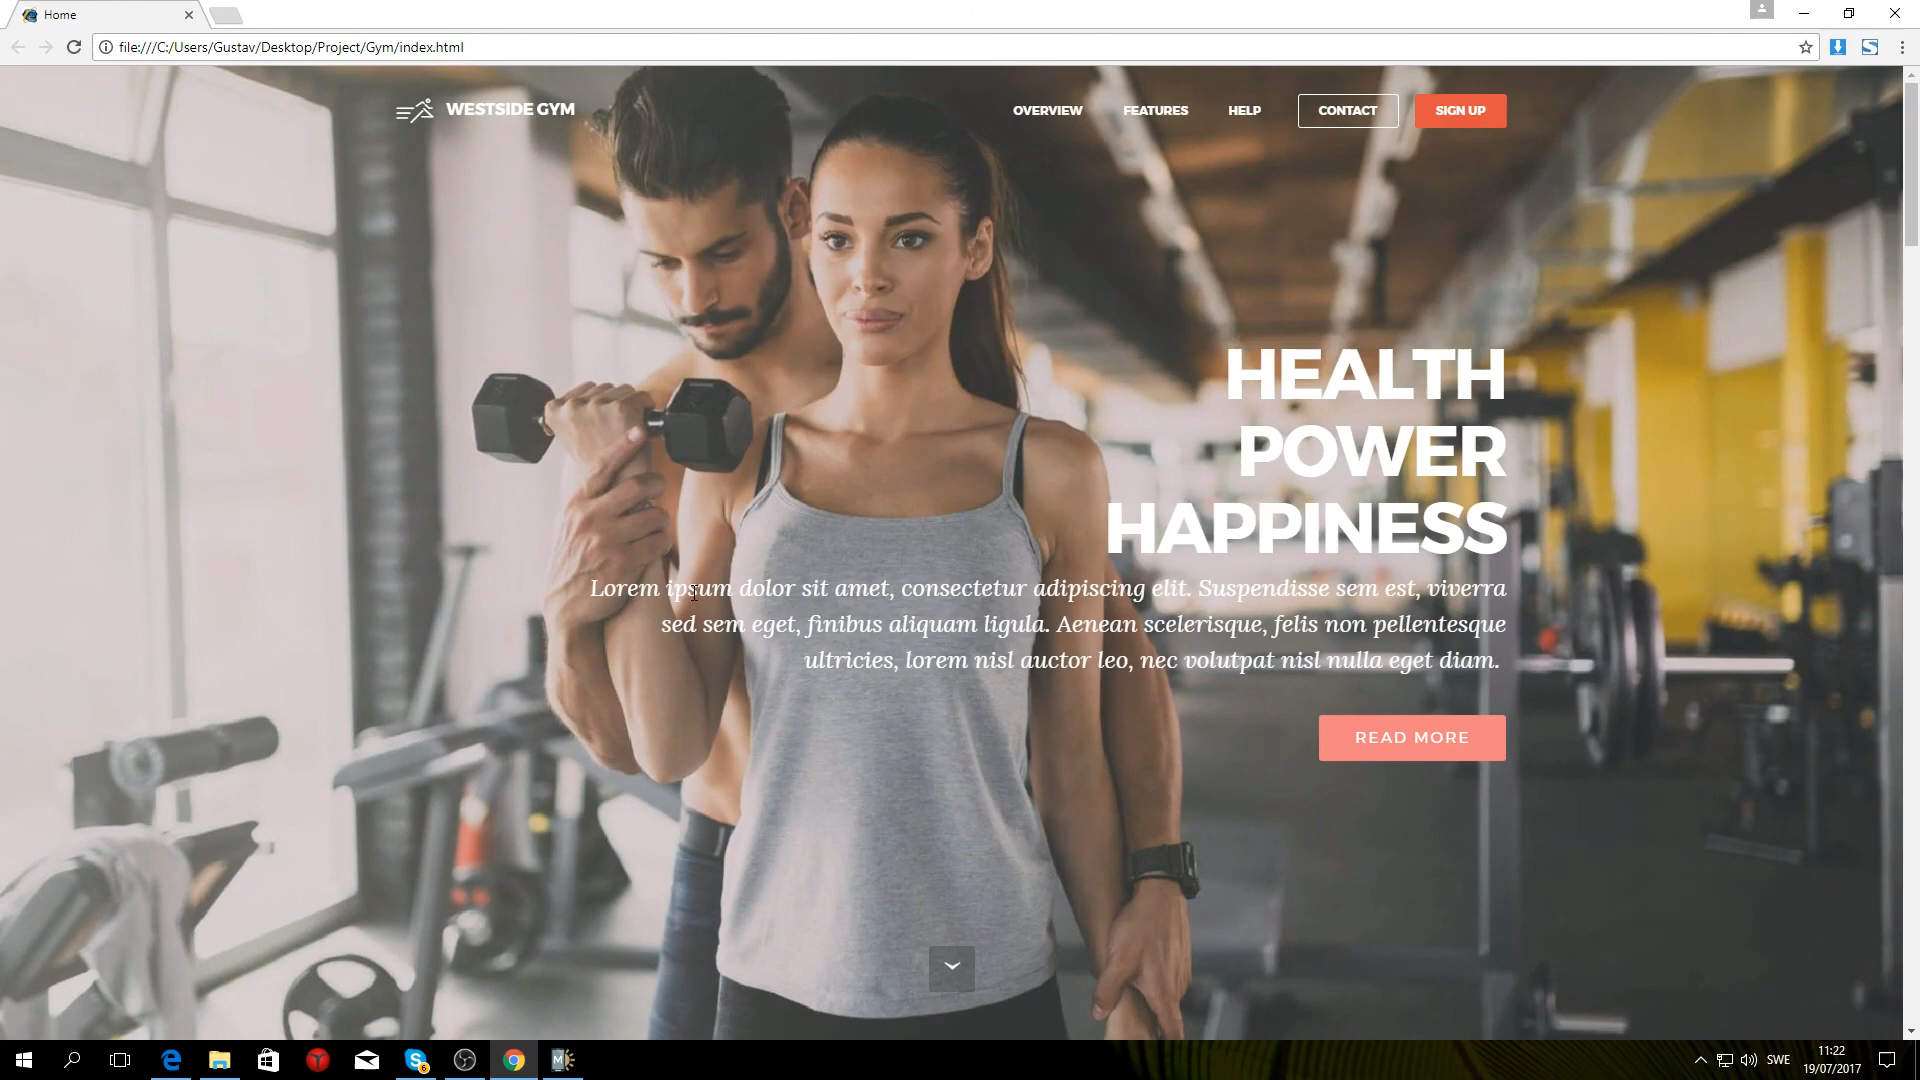 Home
file:///C:/Users/Gustav/Desktop/Project/Gym/index.html
WESTSIDE GYM
OVERVIEW
FEATURES
HELP
CONTACT
SIGN UP
HEALTH
POWER
HAPPINESS
Lorem ipsum dolor sit amet, consectetur adipiscing elit. Suspendisse sem est, viverra
sed sem eget, finibus aliquam ligula. Aenean scelerisque, felis non pellentesque
ultricies, lorem nisl auctor leo, nec volutpat nisl nulla eget diam.
READ MORE
6
M
SWE
11:22
19/07/2017